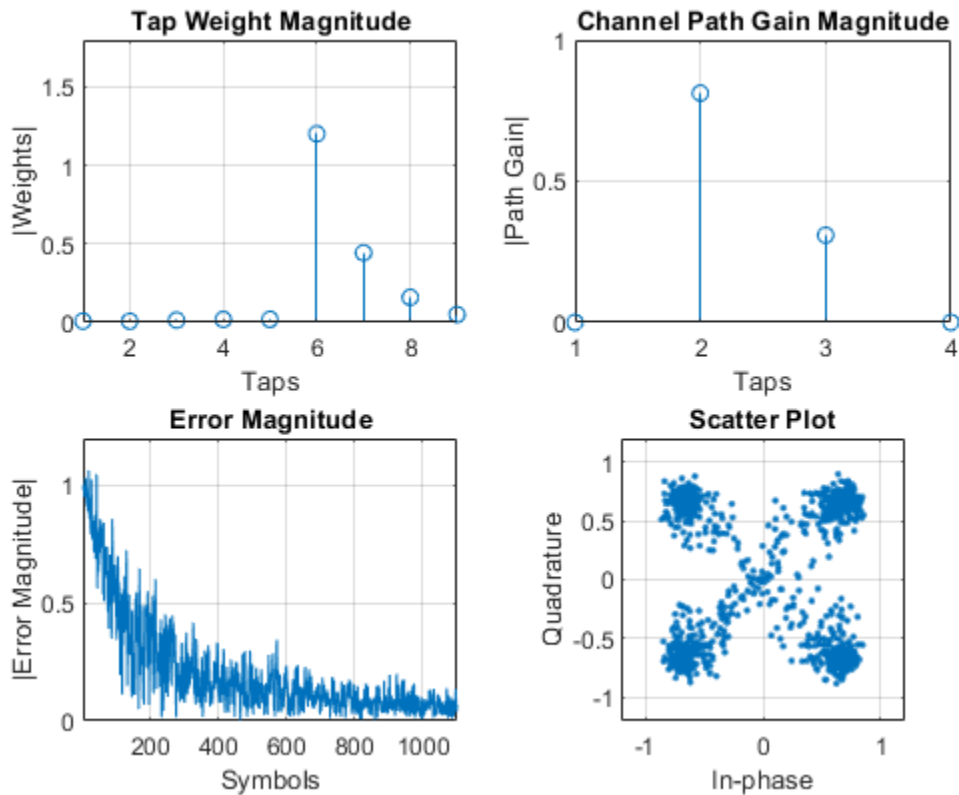 Tap Weight Magnitude
|Weights|
1.5
1
0.5
0
2 4 6 8
Taps
Channel Path Gain Magnitude
|Path Gain|
1
0.5
0
1 2 3 4
Taps
Error Magnitude
|Error Magnitude|
1
0.5
0
200 400 600 800 1000
Symbols
Scatter Plot
Quadrature
1
0.5
0
-0.5
-1
-1 0 1
In-phase